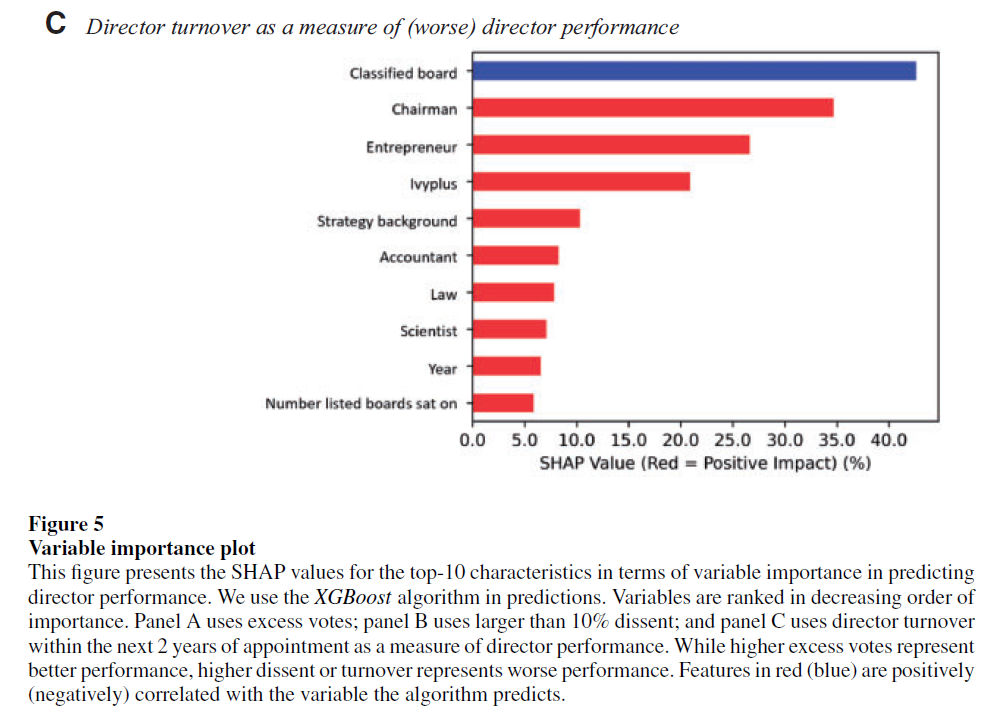 C Director turnover as a measure of (worse) director performance
Classified board
Chairman
Entrepreneur
Ivyplus
Strategy background
Accountant
Law
Scientist
Year
Number listed boards sat on
0.0 5.0 10.0 15.0 20.0 25.0 30.0 35.0 40.0
SHAP Value (Red = Positive Impact) (%)
Figure 5
Variable importance plot
This figure presents the SHAP values for the top-10 characteristics in terms of variable importance in predicting
director performance. We use the XGBoost algorithm in predictions. Variables are ranked in decreasing order of
importance. Panel A uses excess votes; panel B uses larger than 10% dissent; and panel C uses director turnover
within the next 2 years of appointment as a measure of director performance. While higher excess votes represent
better performance, higher dissent or turnover represents worse performance. Features in red (blue) are positively
(negatively) correlated with the variable the algorithm predicts.